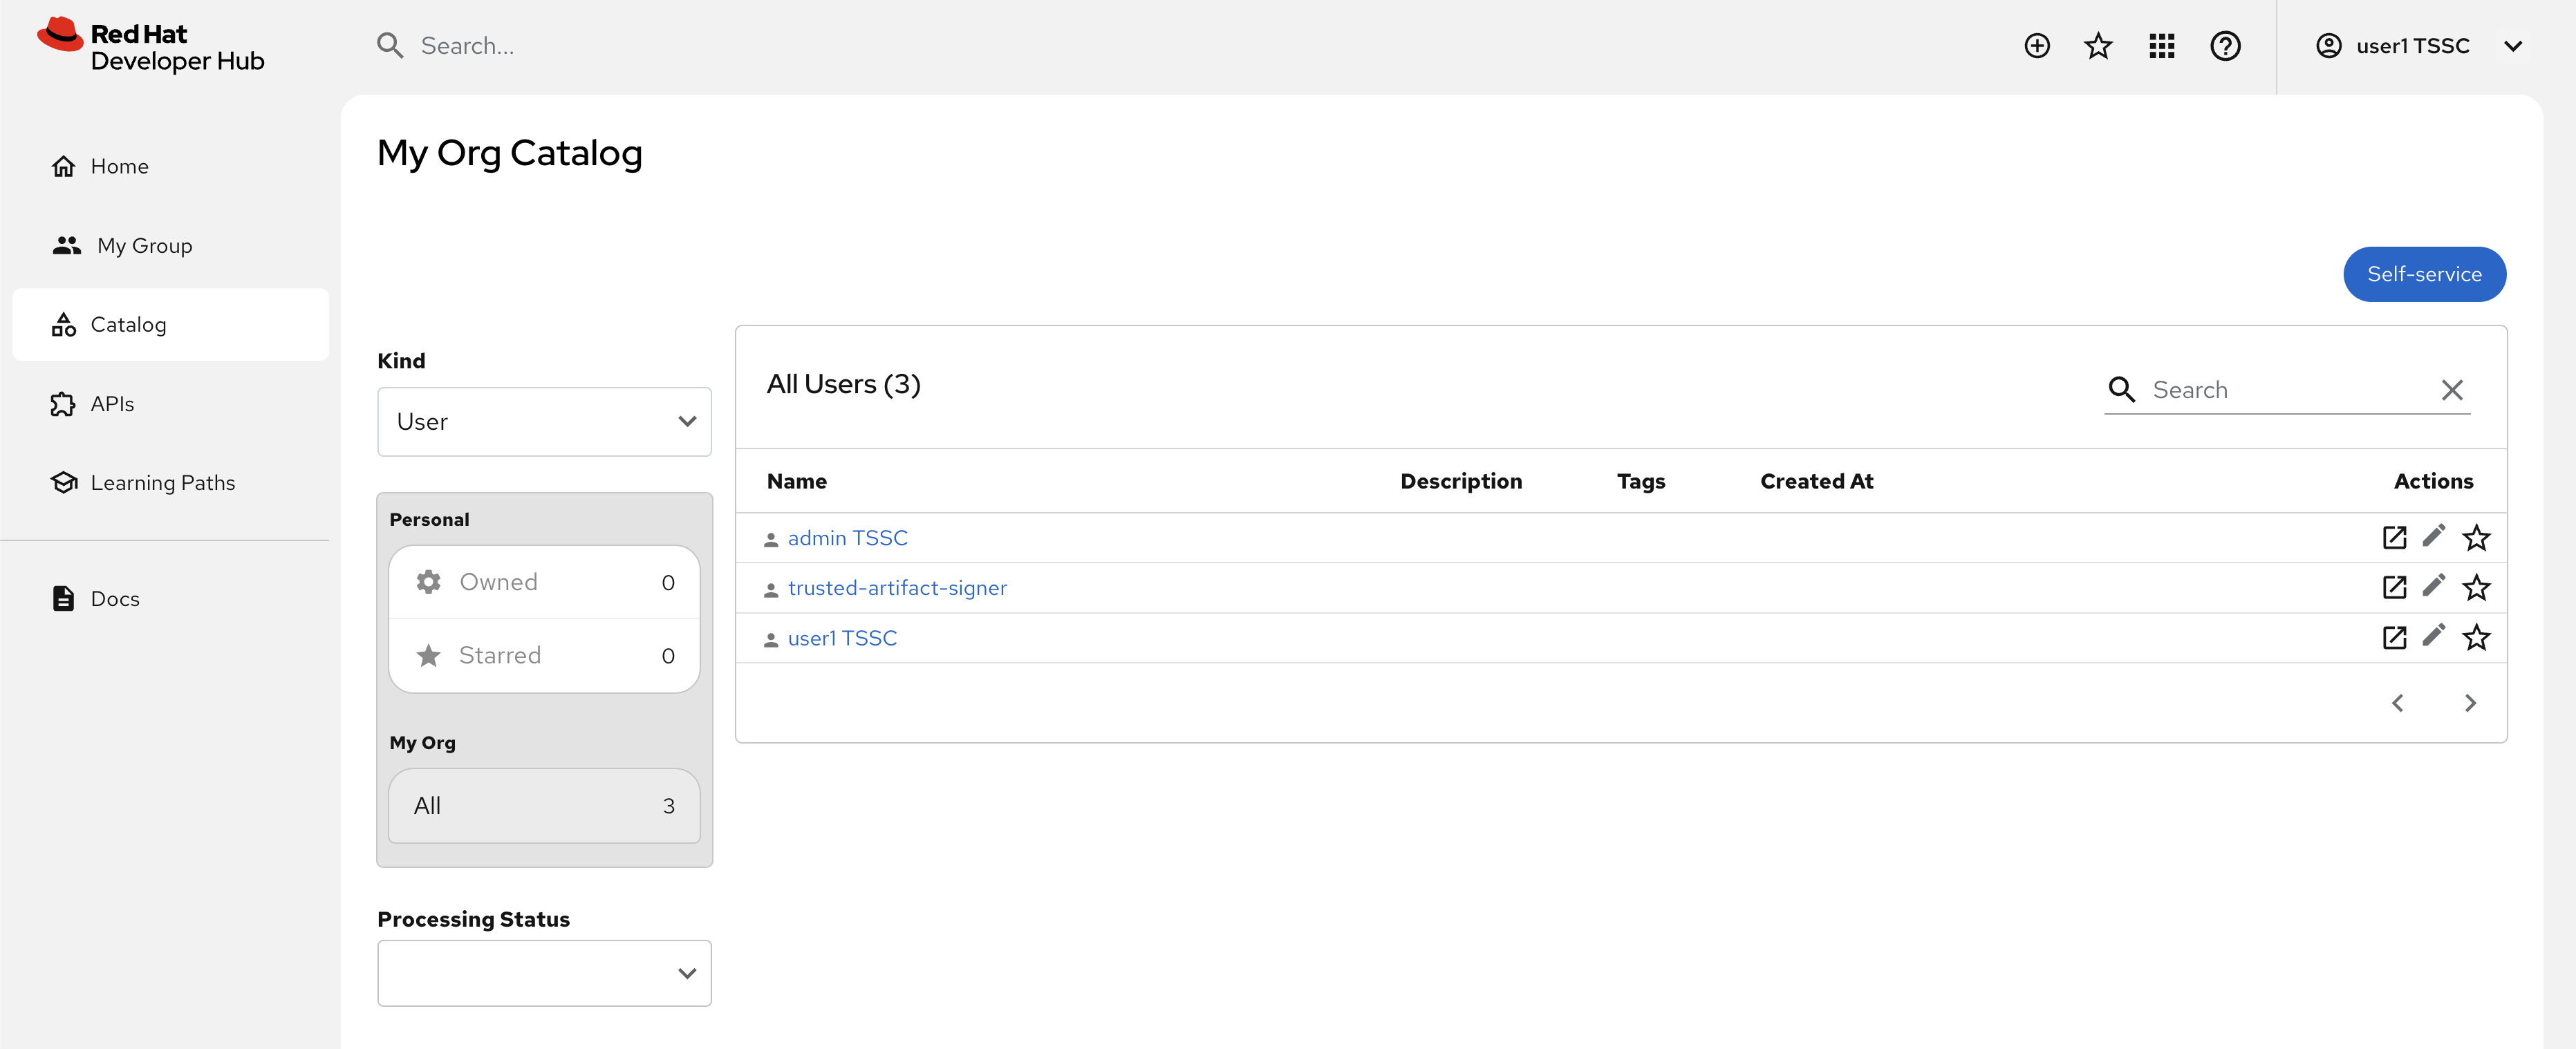 Red Hat
Developer Hub
Search...
user1 TSSC
Home
My Group
Catalog
APIs
Learning Paths
Docs
My Org Catalog
Self-service
Kind
User
Personal
Owned 0
Starred 0
My Org
All 3
Processing Status
All Users (3)
Search
Name Description Tags Created At Actions
admin TSSC
trusted-artifact-signer
user1 TSSC